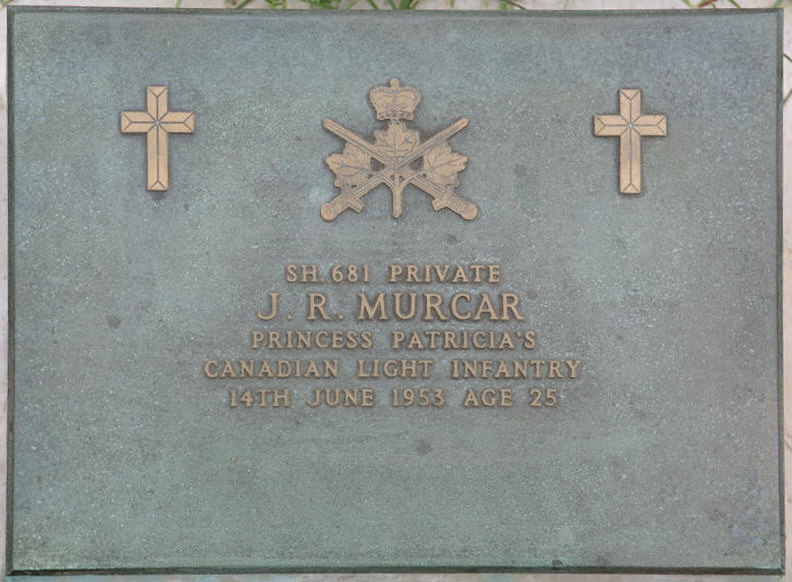 SH.681 PRIVATE
J. R. MURCAR
PRINCESS PATRICIA'S
CANADIAN LIGHT INFANTRY
14TH JUNE 1953 AGE 25